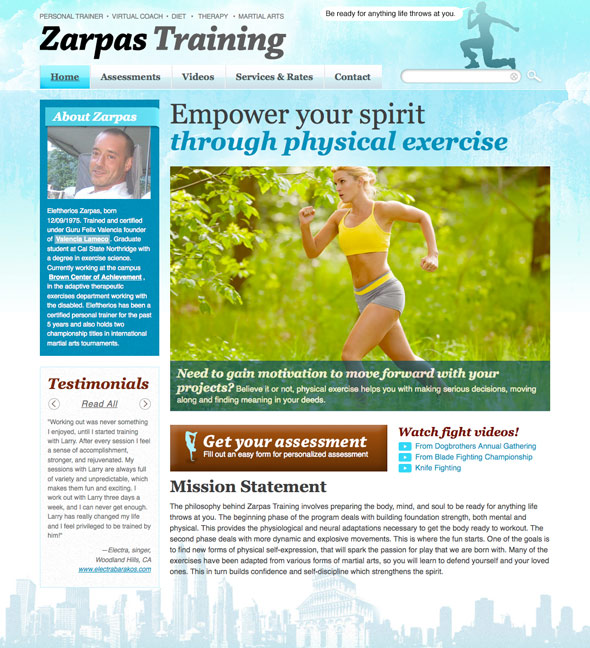 PERSONAL TRAINER • VIRTUAL COACH • DIET • THERAPY • MARTIAL ARTS
Be ready for anything life throws at you.
Zarpas Training
Home
Assessments
Videos
Services & Rates
Contact
About Zarpas
Eleftherios Zarpas, born
12/09/1975. Trained and certified
under Guru Felix Valencia founder
of Valencia Lameco. Graduate
student at Cal State Northridge with
a degree in exercise science.
Currently working at the campus
Brown Center of Achievement,
in the adaptive therapeutic
exercises department working with
the disabled. Eleftherios has been a
certified personal trainer for the past
5 years and also holds two
championship titles in international
martial arts tournaments.
Testimonials
Read All
"Working out was never something
I enjoyed, until I started training
with Larry. After every session I feel
a sense of accomplishment,
stronger, and rejuvenated. My
sessions with Larry are always full
of variety and unpredictable, which
makes them fun and exciting. I
work out with Larry three days a
week, and I can never get enough.
Larry has really changed my life
and I feel privileged to be trained by
him!"
—Electra, singer,
Woodland Hills, CA
www.electrabarakos.com
Empower your spirit
through physical exercise
Need to gain motivation to move forward with your
projects? Believe it or not, physical exercise helps you with making serious decisions, moving
along and finding meaning in your deeds.
Get your assessment
Fill out an easy form for personalized assessment
Watch fight videos!
From Dogbrothers Annual Gathering
From Blade Fighting Championship
Knife Fighting
Mission Statement
The philosophy behind Zarpas Training involves preparing the body, mind, and soul to be ready for anything life
throws at you. The beginning phase of the program deals with building foundation strength, both mental and
physical. This provides the physiological and neural adaptations necessary to get the body ready to workout. The
second phase deals with more dynamic and explosive movements. This is where the fun starts. One of the goals is
to find new forms of physical self-expression, that will spark the passion for play that we are born with. Many of the
exercises have been adapted from various forms of martial arts, so you will learn to defend yourself and your loved
ones. This in turn builds confidence and self-discipline which strengthens the spirit.